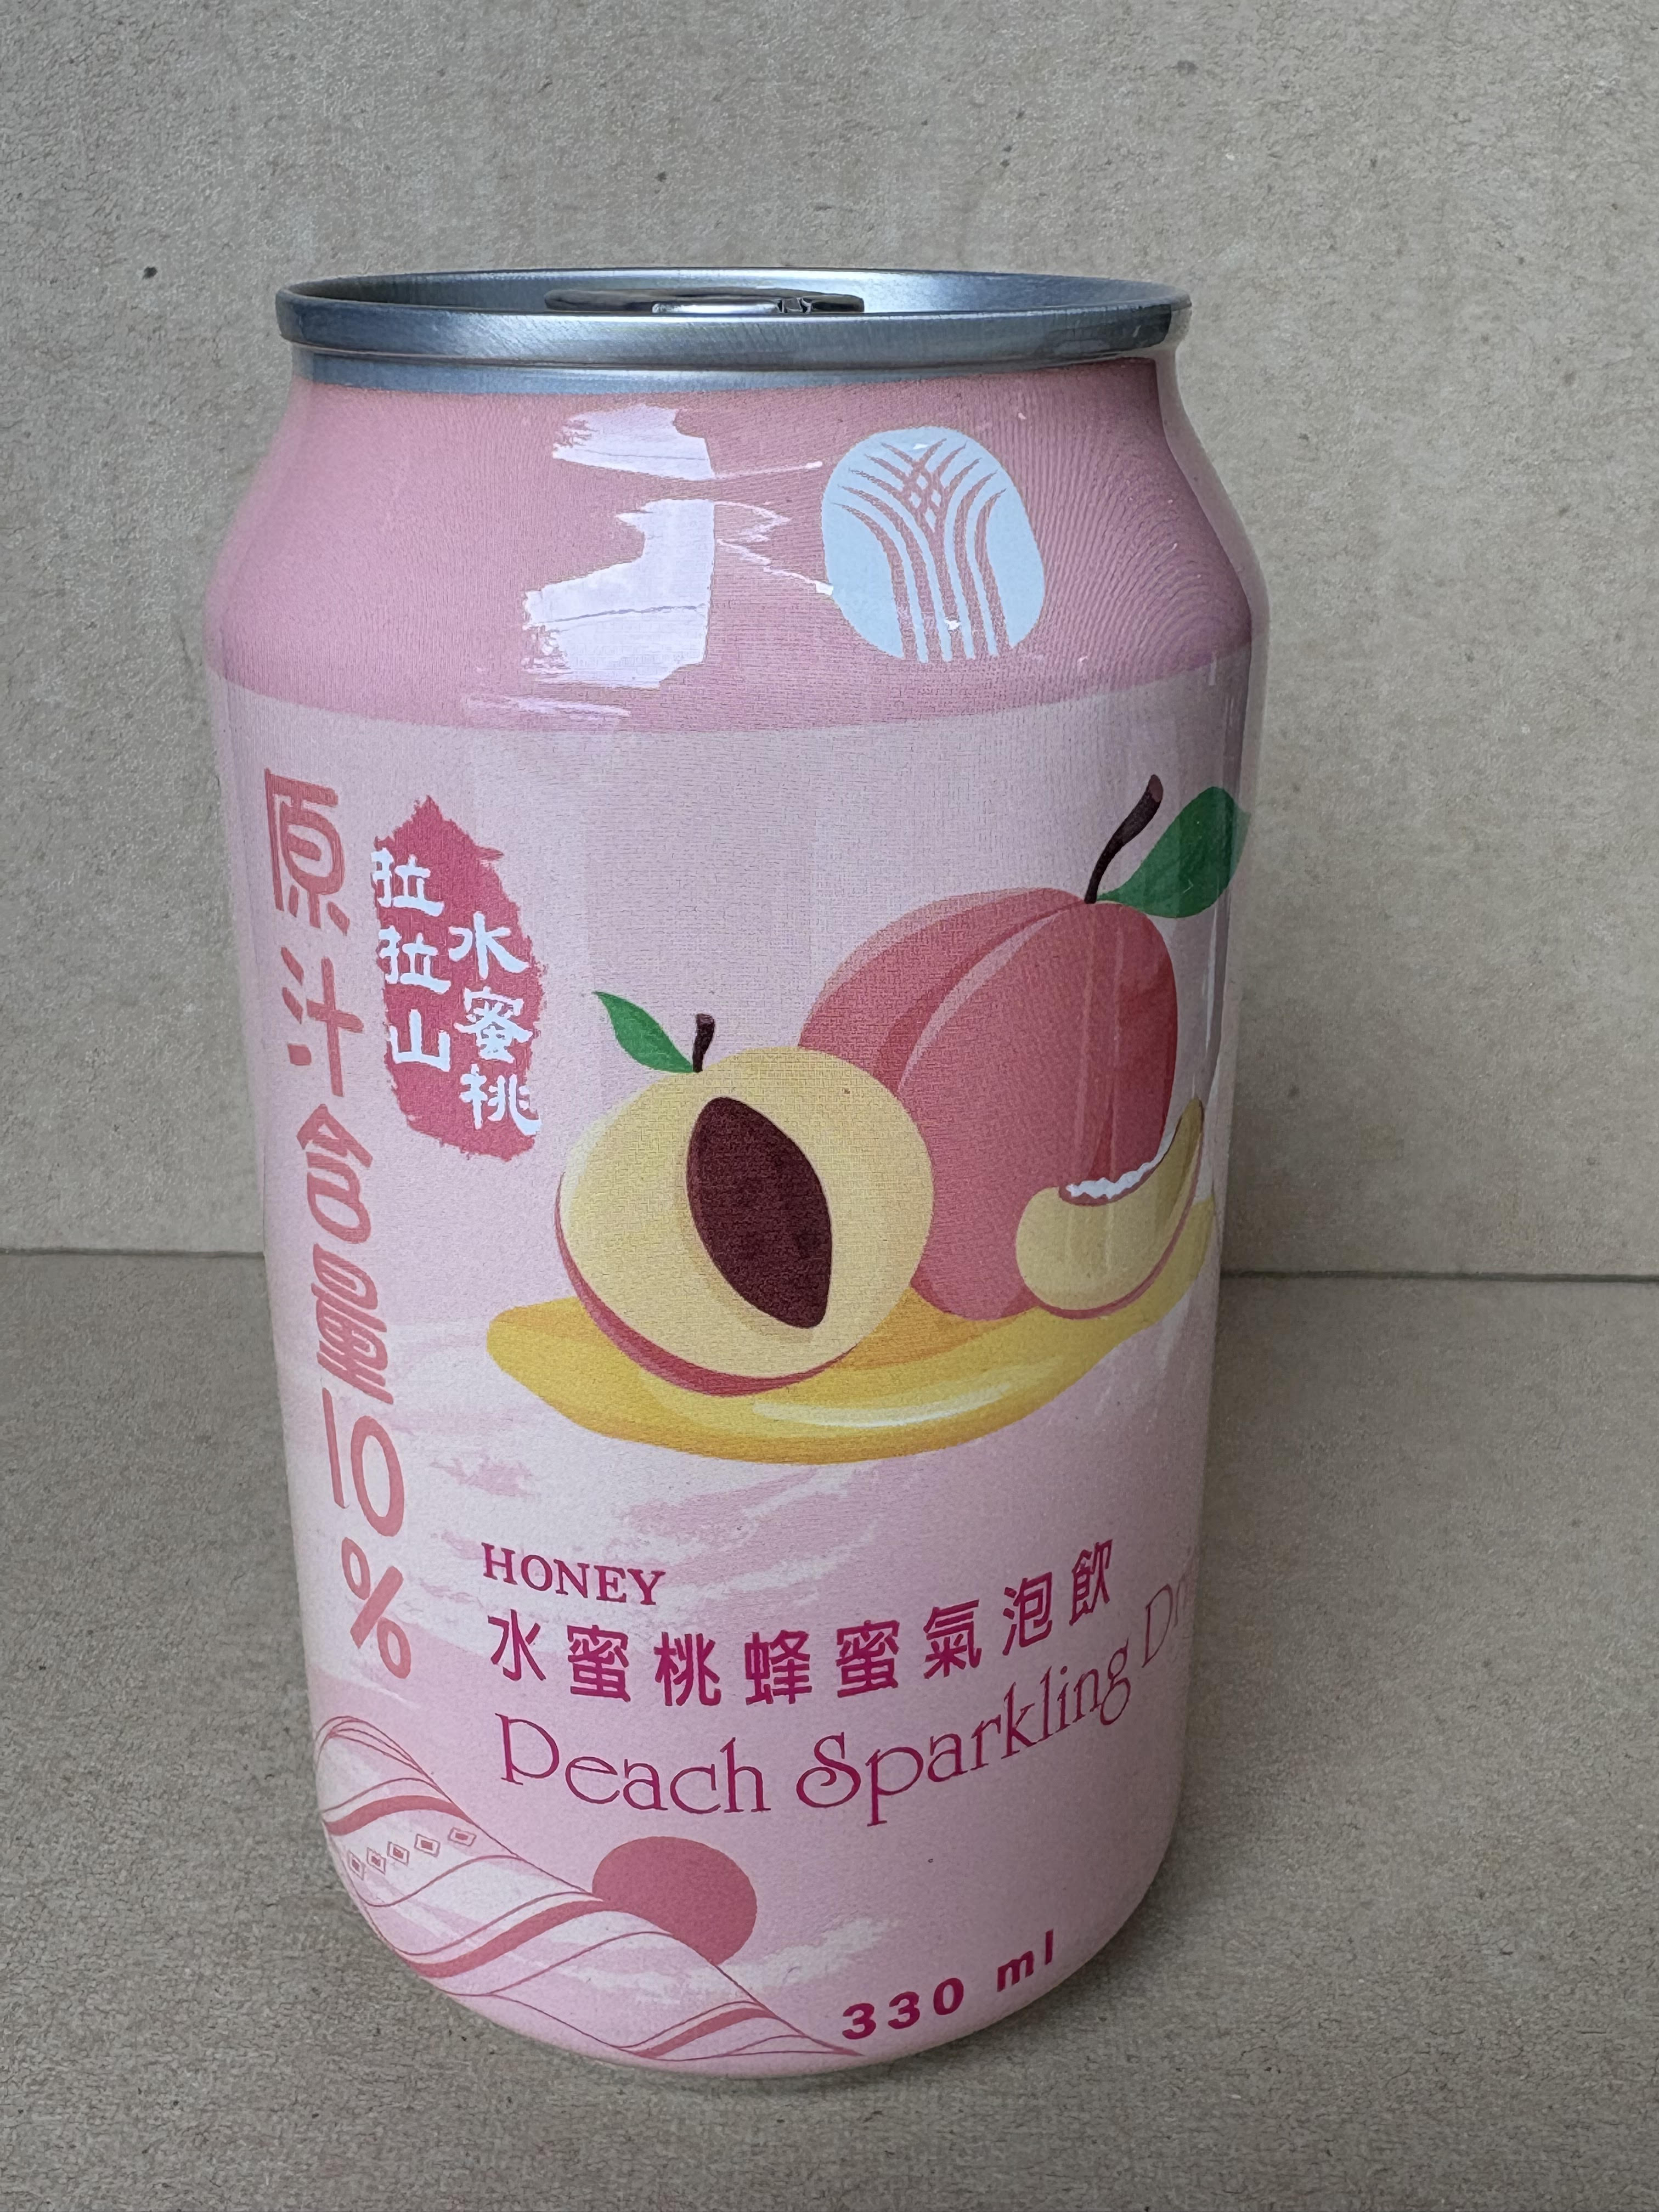 原汁含量10%
拉拉山
水蜜桃
HONEY
水蜜桃蜂蜜氣泡飲
Peach Sparkling
330 ml